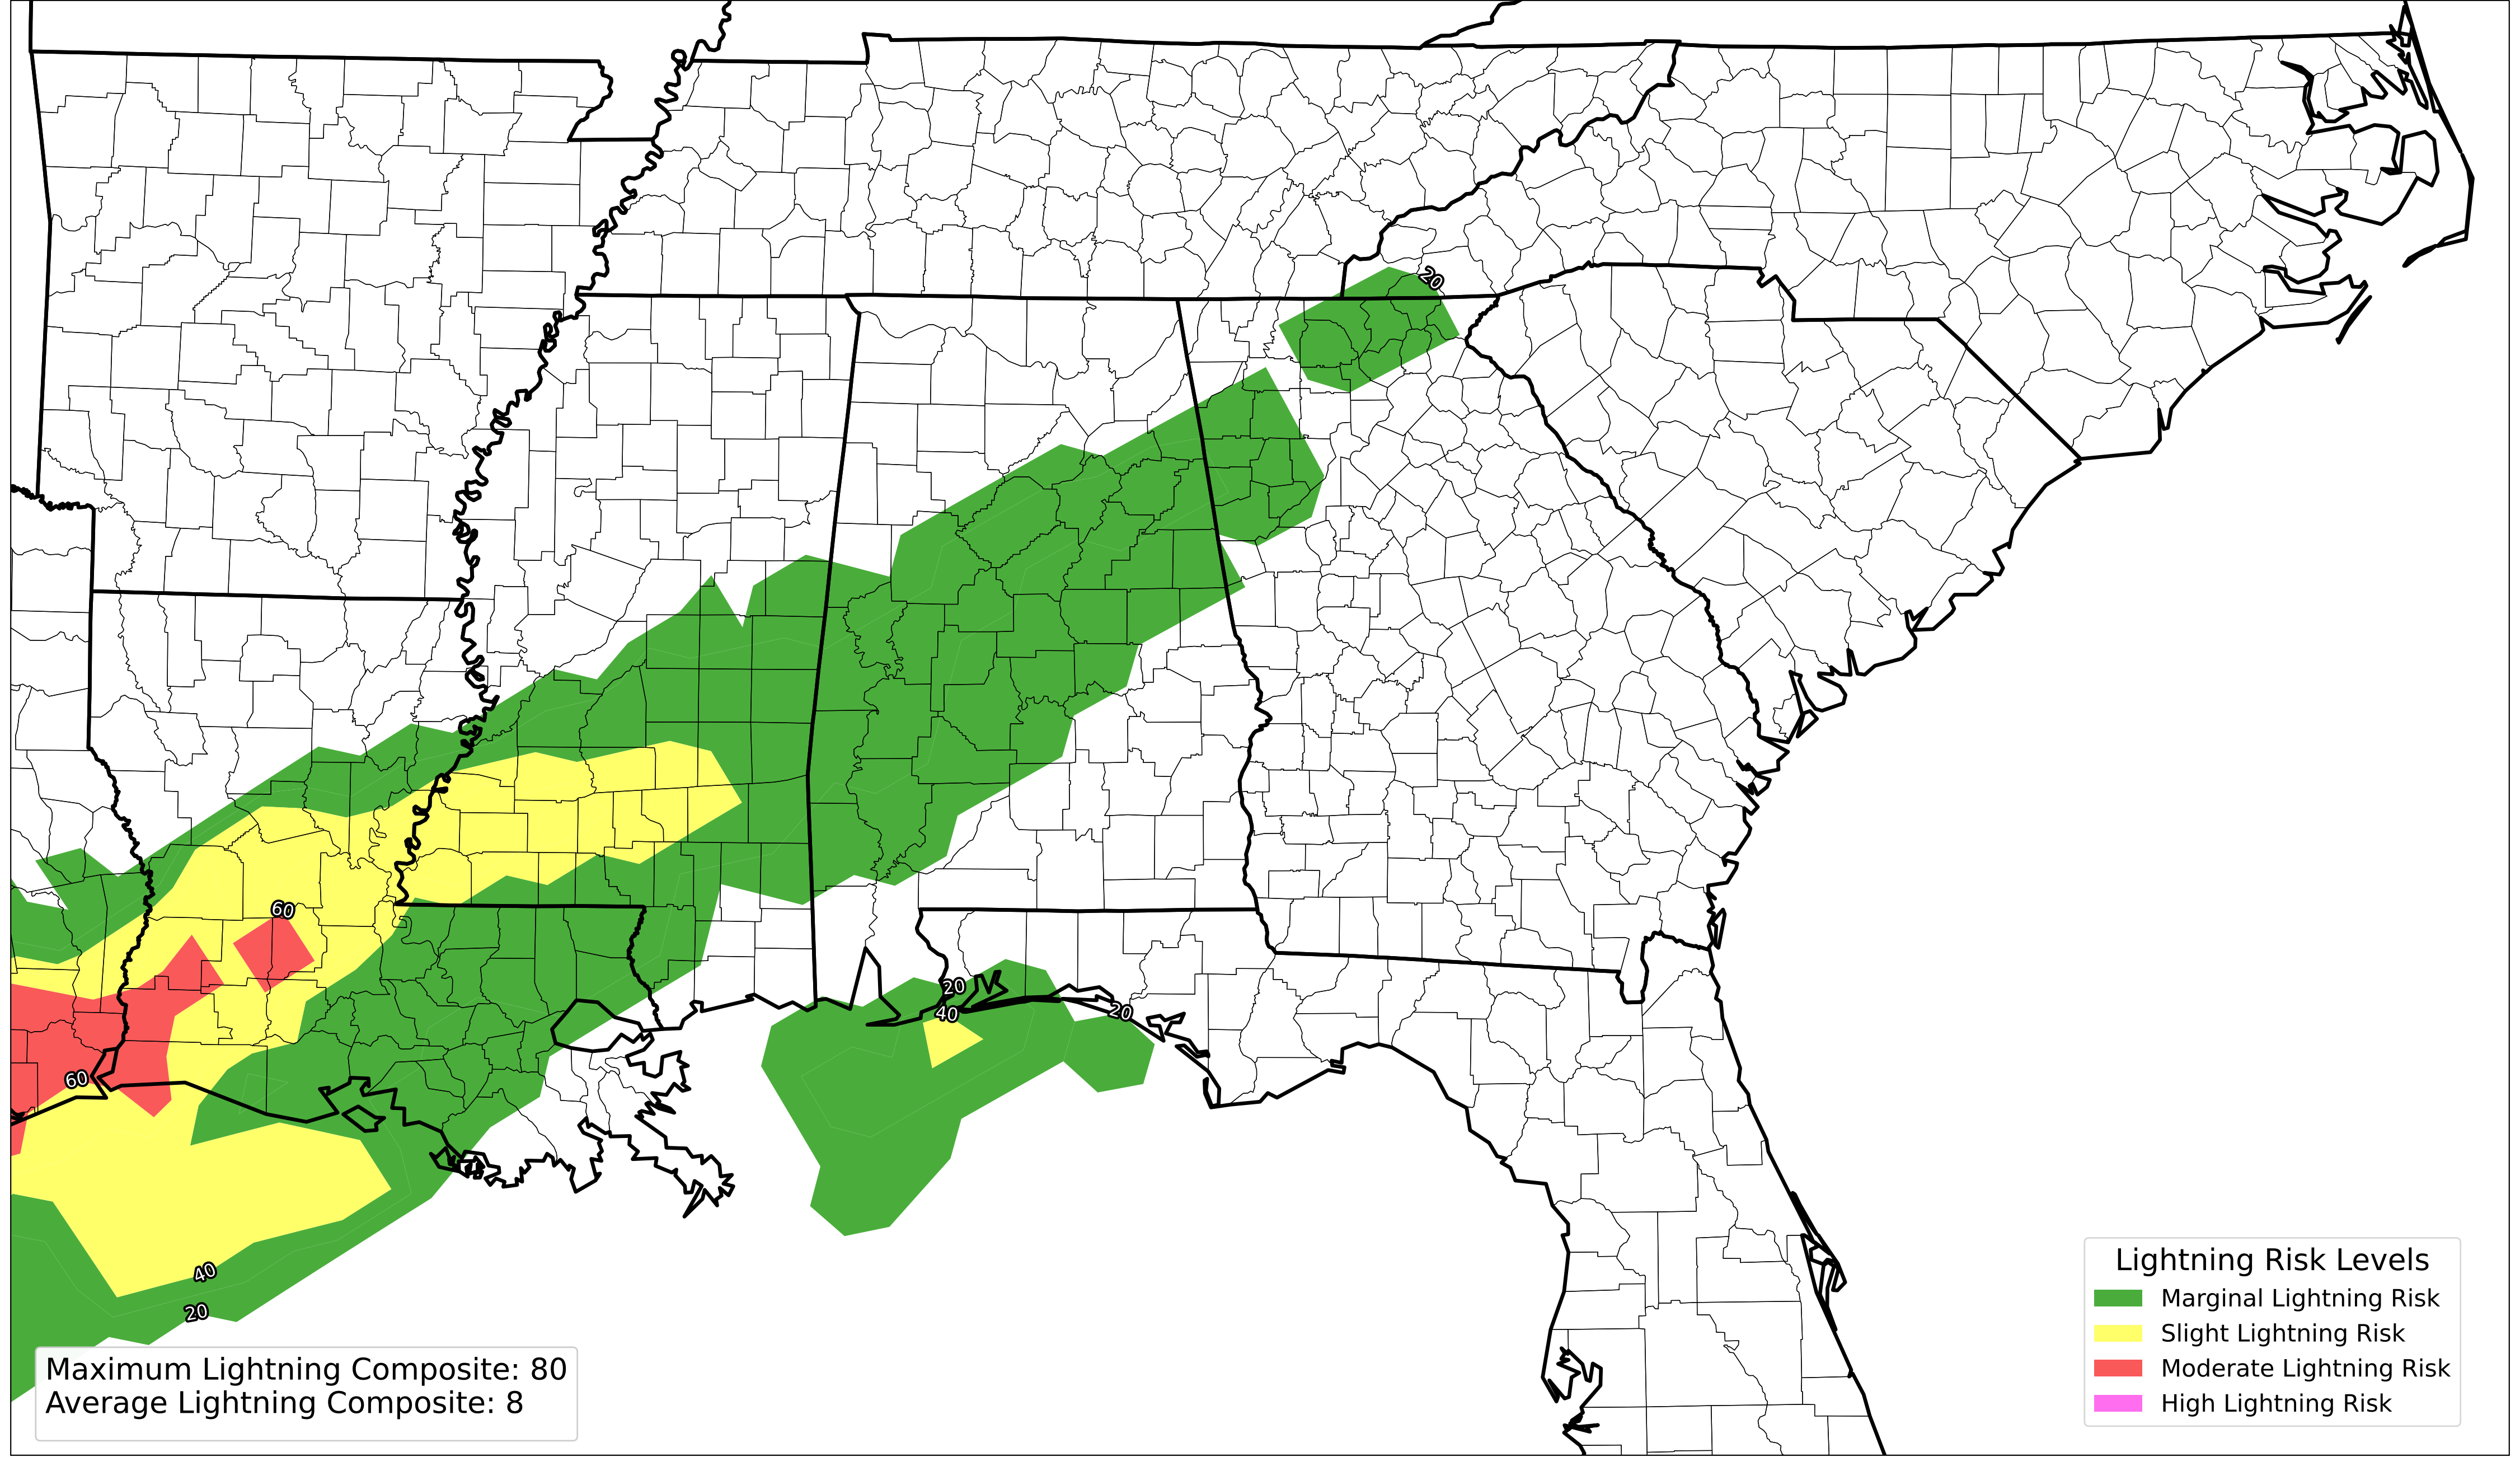 20
20
20
40
60
60
40
20
Maximum Lightning Composite: 80
Average Lightning Composite: 8
Lightning Risk Levels
Marginal Lightning Risk
Slight Lightning Risk
Moderate Lightning Risk
High Lightning Risk